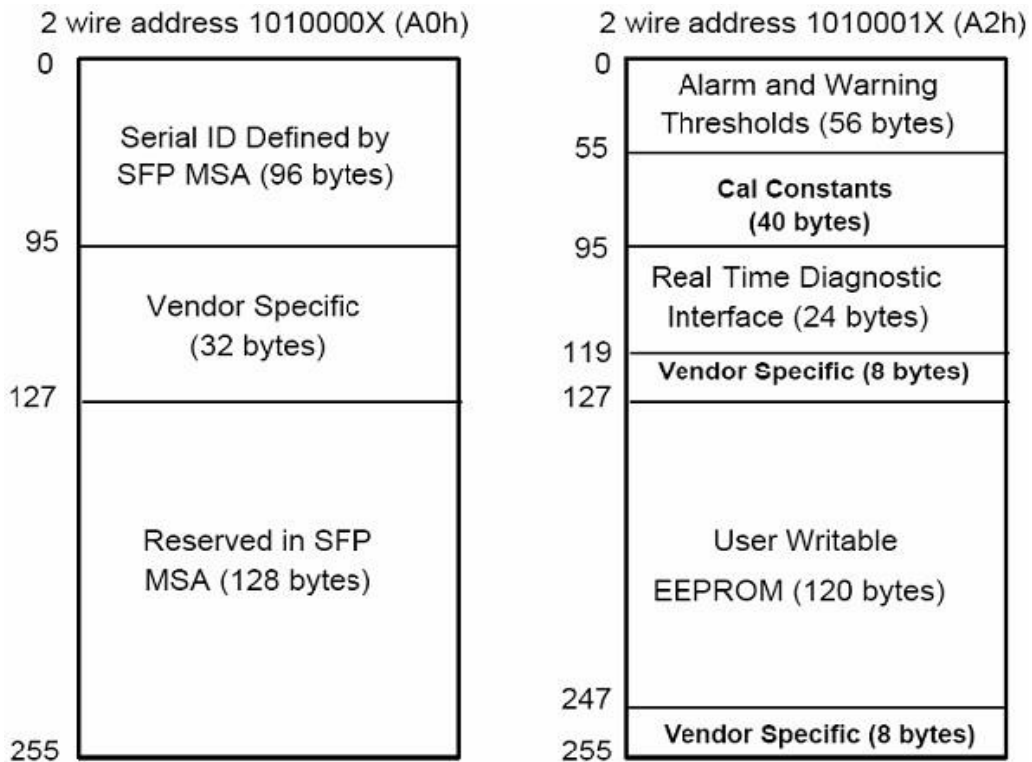 2 wire address 1010000X (A0h)
0
Serial ID Defined by
SFP MSA (96 bytes)
95
Vendor Specific
(32 bytes)
127
Reserved in SFP
MSA (128 bytes)
255
2 wire address 1010001X (A2h)
0
Alarm and Warning
Thresholds (56 bytes)
55
Cal Constants
(40 bytes)
95
Real Time Diagnostic
Interface (24 bytes)
119
Vendor Specific (8 bytes)
127
User Writable
EEPROM (120 bytes)
247
Vendor Specific (8 bytes)
255